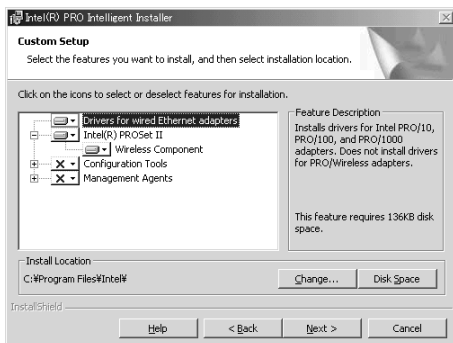 Intel(R) PRO Intelligent Installer
Custom Setup
Select the features you want to install, and then select installation location.
Click on the icons to select or deselect features for installation.
Drivers for wired Ethernet adapters
Intel(R) PROSet II
Wireless Component
Configuration Tools
Management Agents
Feature Description
Installs drivers for Intel PRO/10,
PRO/100, and PRO/1000
adapters. Does not install drivers
for PRO/Wireless adapters.
This feature requires 136KB disk
space.
Install Location
C:¥Program Files¥Intel¥
Change...
Disk Space
InstallShield
Help
< Back
Next >
Cancel